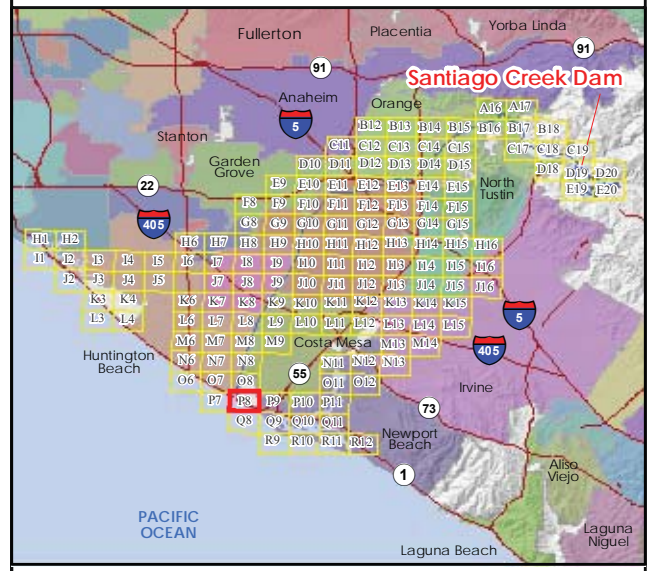 Yorba Linda
Fullerton
Placentia
91
91
Santiago Creek Dam
Anaheim
Orange
A16 A17
5
B12 B13 B14 B15 B16 B17 B18
Stanton
C11 C12 C13 C14 C15 C17 C18 C19
Garden
Grove
D10 D11 D12 D13 D14 D15 D18 D19 D20
22
E9 E10 E11 E12 E13 E14 E15 E19 E20
North
Tustin
405
F8 F9 F10 F11 F12 F13 F14 F15
G8 G9 G10 G11 G12 G13 G14 G15
H1 H2 H6 H7 H8 H9 H10 H11 H12 H13 H14 H15 H16
I1 I2 I3 I4 I5 I6 I7 I8 I9 I10 I11 I12 I13 I14 I15 I16
J2 J3 J4 J5 J7 J8 J9 J10 J11 J12 J13 J14 J15 J16
K3 K4 K6 K7 K8 K9 K10 K11 K12 K13 K14 K15
5
L3 L4 L6 L7 L8 L9 L10 L11 L12 L13 L14 L15
M6 M7 M8 M9 Costa Mesa M13 M14
405
Huntington
Beach
N6 N7 N8 N11 N12 N13
55
O6 O7 O8 O11 O12
Irvine
P7 P8 P9 P10 P11
73
Q8 Q9 Q10 Q11
Newport
Beach
R9 R10 R11 R12
1
Aliso
Viejo
PACIFIC
OCEAN
Laguna
Niguel
Laguna Beach